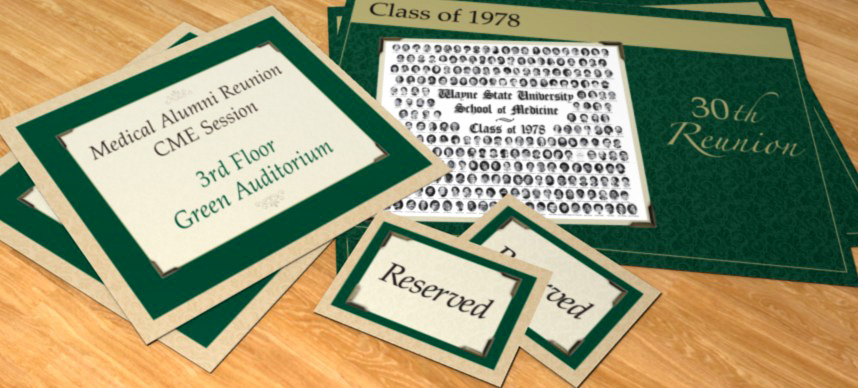 Class of 1978
Medical Alumni Reunion
CME Session
3rd Floor
Green Auditorium
Wayne State University
School of Medicine
Class of 1978
30th
Reunion
Reserved